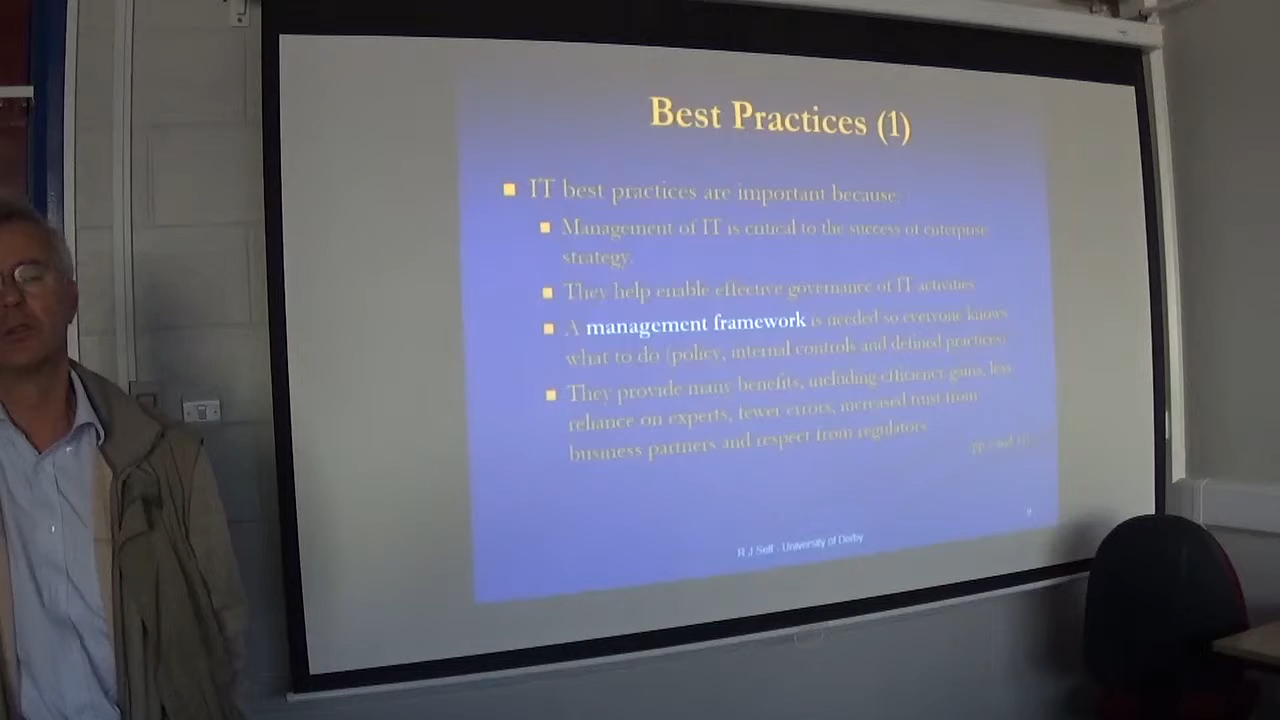 Best Practices (1)
IT best practices are important because:
Management of IT is critical to the success of enterprise
strategy.
They help enable effective governance of IT activities
A management framework is needed so everyone knows
what to do (policy, internal controls and defined practices)
They provide many benefits, including efficiency gains, less
reliance on experts, fewer errors, increased trust from
business partners and respect from regulators
R J Self - University of Derby